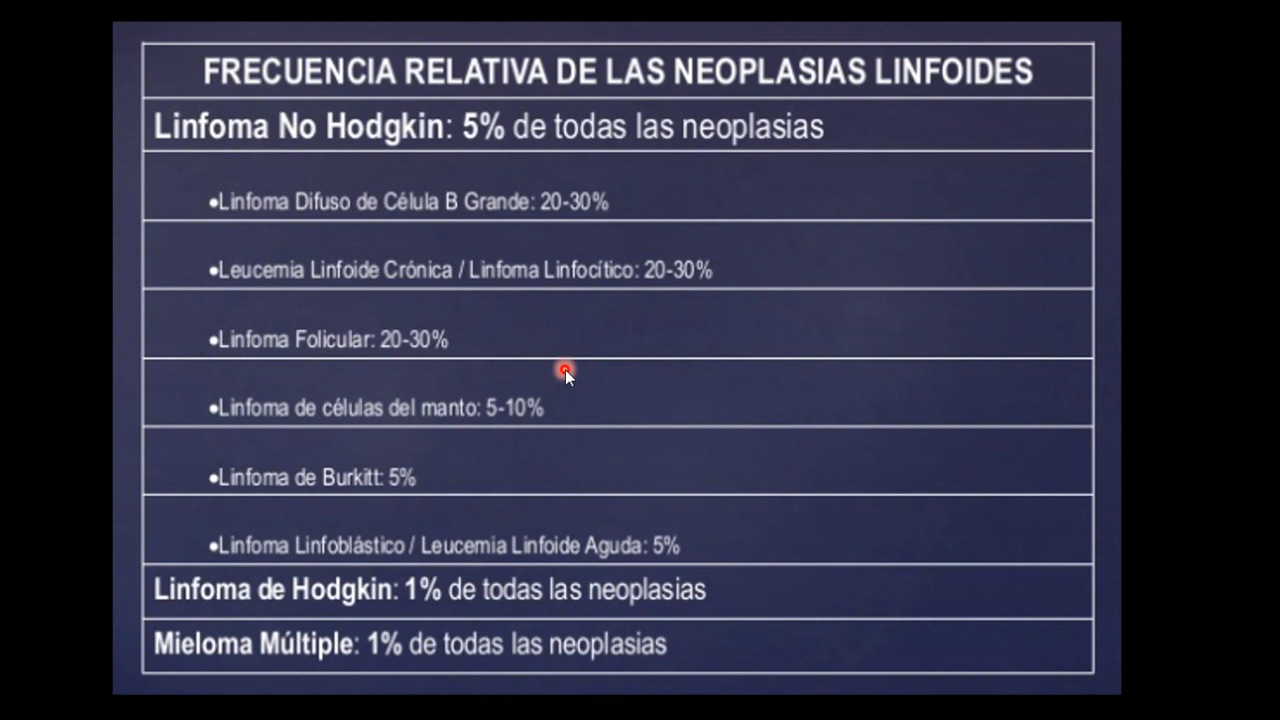 FRECUENCIA RELATIVA DE LAS NEOPLASIAS LINFOIDES
Linfoma No Hodgkin: 5% de todas las neoplasias
•Linfoma Difuso de Célula B Grande: 20-30%
•Leucemia Linfoide Crónica / Linfoma Linfocítico: 20-30%
•Linfoma Folicular: 20-30%
•Linfoma de células del manto: 5-10%
•Linfoma de Burkitt: 5%
•Linfoma Linfoblástico / Leucemia Linfoide Aguda: 5%
Linfoma de Hodgkin: 1% de todas las neoplasias
Mieloma Múltiple: 1% de todas las neoplasias